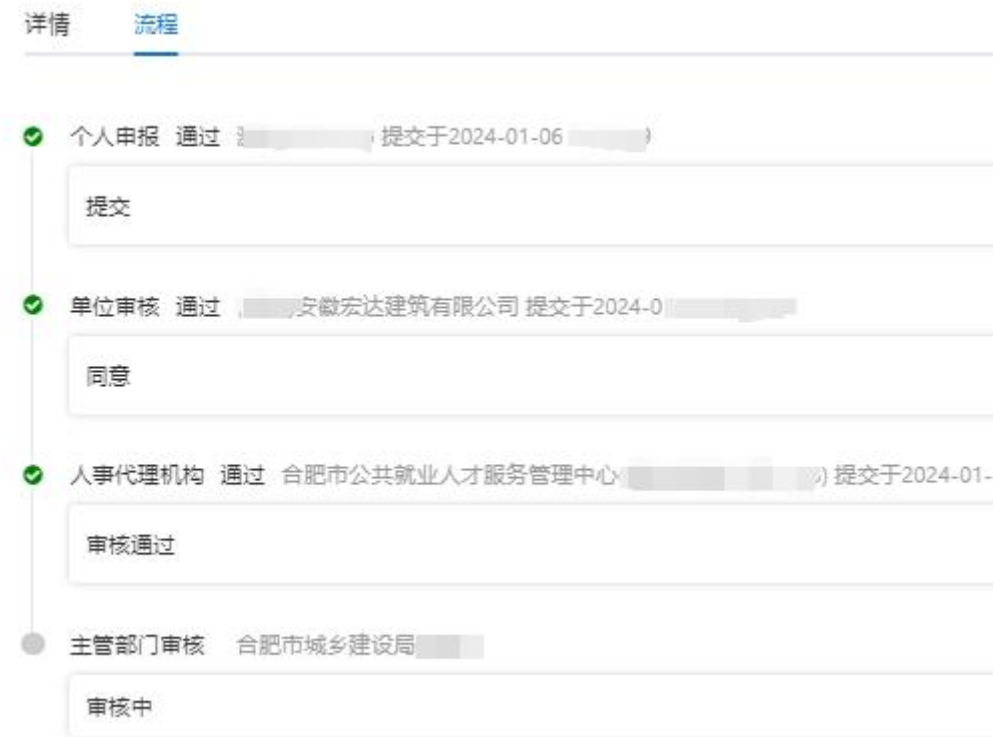 详情 流程
个人申报 通过 提交于2024-01-06
提交
单位审核 通过 安徽宏达建筑有限公司 提交于2024-0
同意
人事代理机构 通过 合肥市公共就业人才服务管理中心( ) 提交于2024-01-
审核通过
主管部门审核 合肥市城乡建设局
审核中